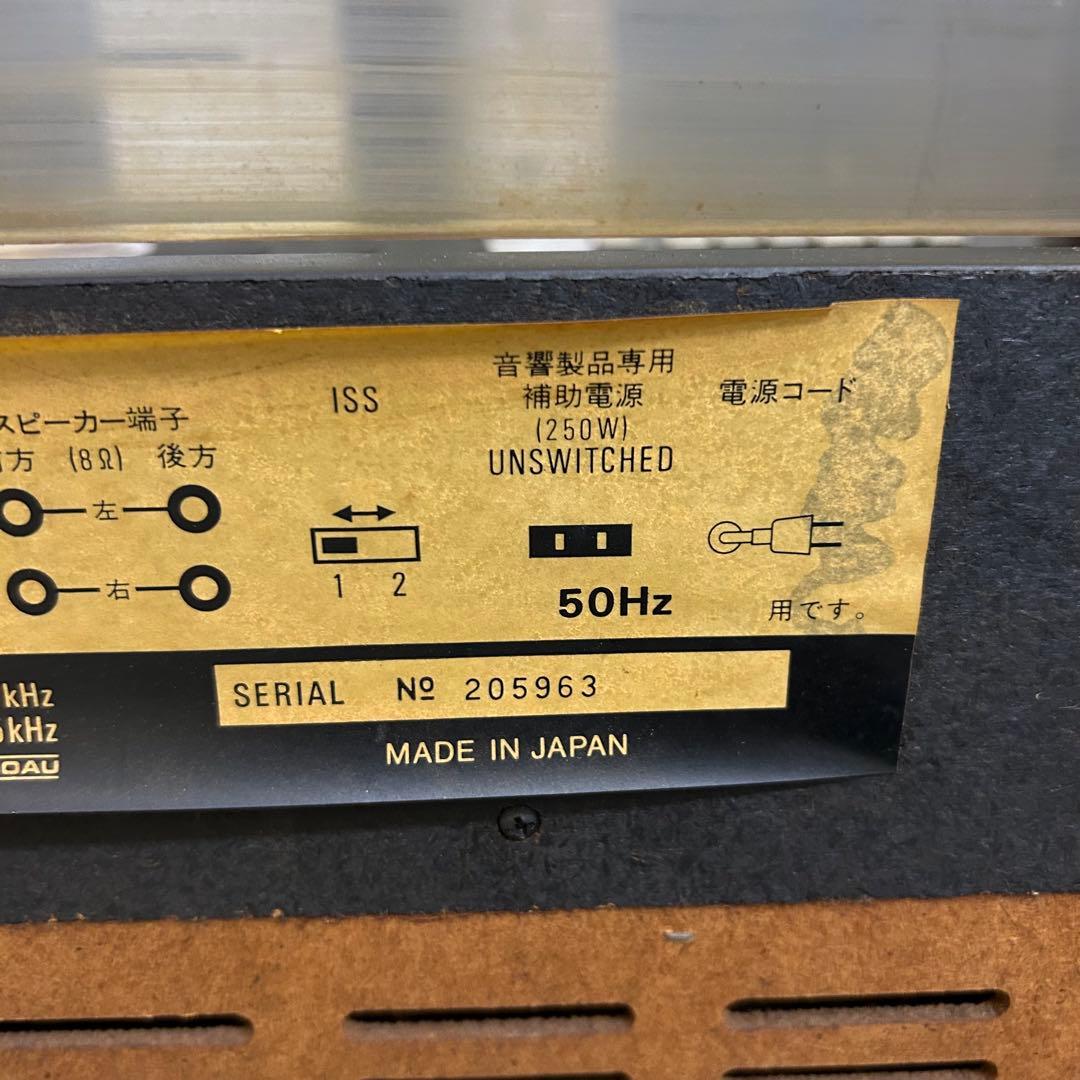 スピーカー端子
方 (8Ω) 後方
左
右
ISS
1 2
音響製品専用
補助電源
(250W)
UNSWITCHED
50Hz
電源コード
用です。
kHz
kHz
OAU
SERIAL Nº 205963
MADE IN JAPAN